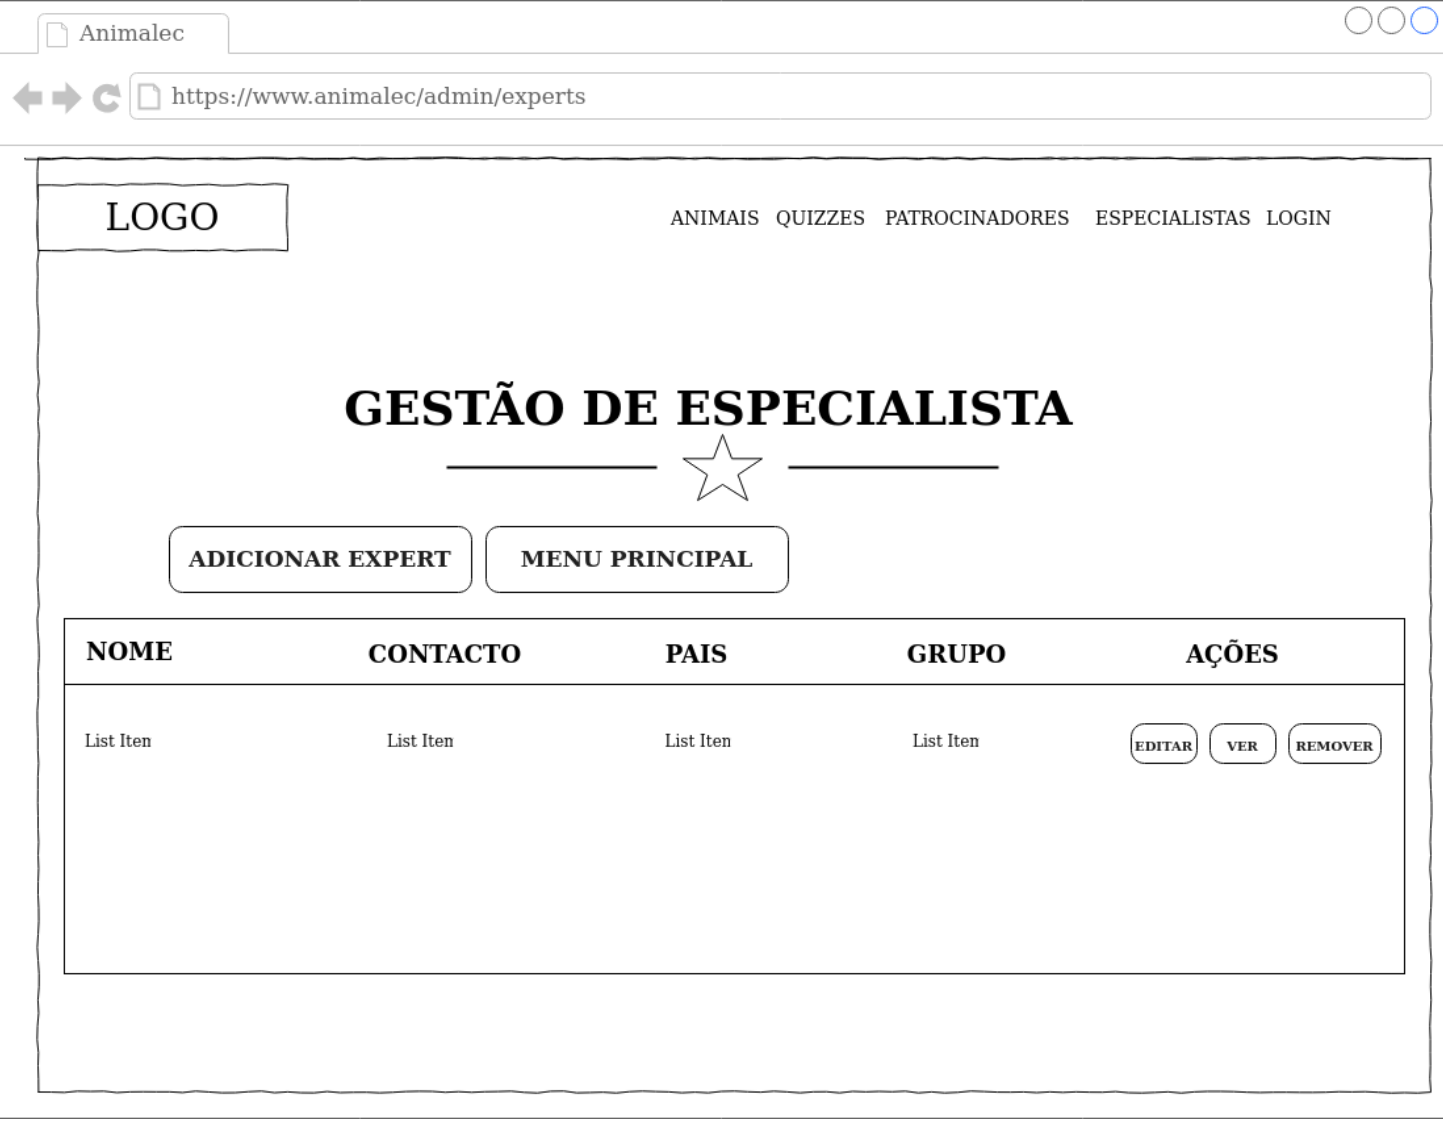 Animalec
https://www.animalec/admin/experts
LOGO
ANIMAIS QUIZZES PATROCINADORES ESPECIALISTAS LOGIN
GESTÃO DE ESPECIALISTA
ADICIONAR EXPERT MENU PRINCIPAL
NOME CONTACTO PAIS GRUPO AÇÕES
List Iten List Iten List Iten List Iten EDITAR VER REMOVER